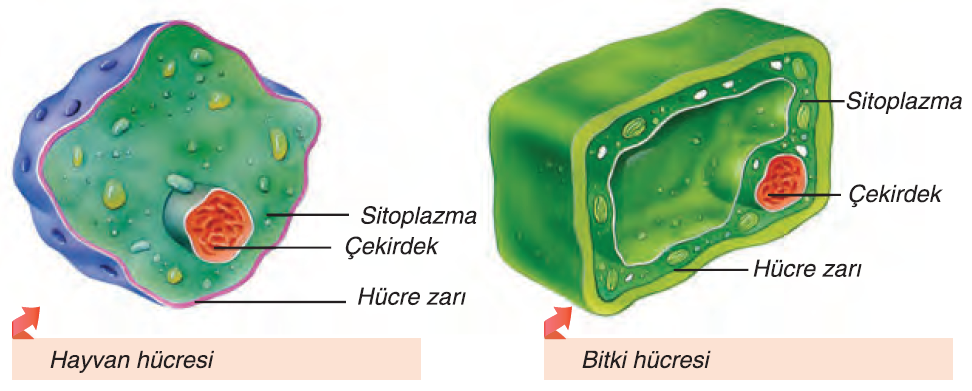 Sitoplazma
Çekirdek
Hücre zarı
Hayvan hücresi
Sitoplazma
Çekirdek
Hücre zarı
Bitki hücresi